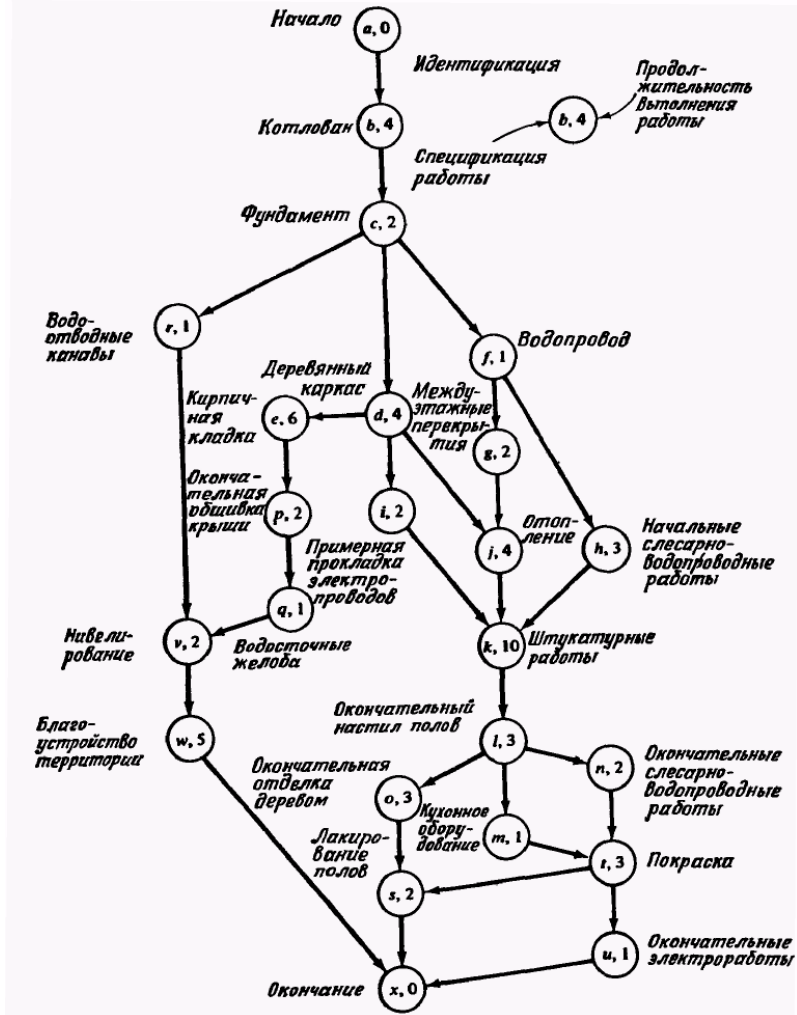 Начало
a, 0
Идентификация
Продол-
жительность
выполнения
работы
Котлован
b, 4
b, 4
Спецификация
работы
Фундамент
c, 2
Водо-
отводные
канавы
r, 1
f, 1
Водопровод
Деревянный
каркас
Кирпич-
ная
кладка
e, 6
d, 4
Между-
этажные
перекры-
тия
g, 2
Оконча-
тельная
обшивка
крыши
p, 2
i, 2
Примерная
прокладка
электро-
проводов
j, 4
Отоп-
ление
h, 3
Начальные
слесарно-
водопроводные
работы
q, 1
Водосточные
желоба
Нивели-
рование
v, 2
k, 10
Штукатурные
работы
Благо-
устройство
территории
w, 5
Окончательный
настил полов
l, 3
n, 2
Окончательные
слесарно-
водопроводные
работы
Окончательная
отделка
деревом
o, 3
Кухонное
обору-
дование
m, 1
Лакиро-
вание
полов
s, 2
t, 3
Покраска
u, 1
Окончательные
электроработы
Окончание
x, 0